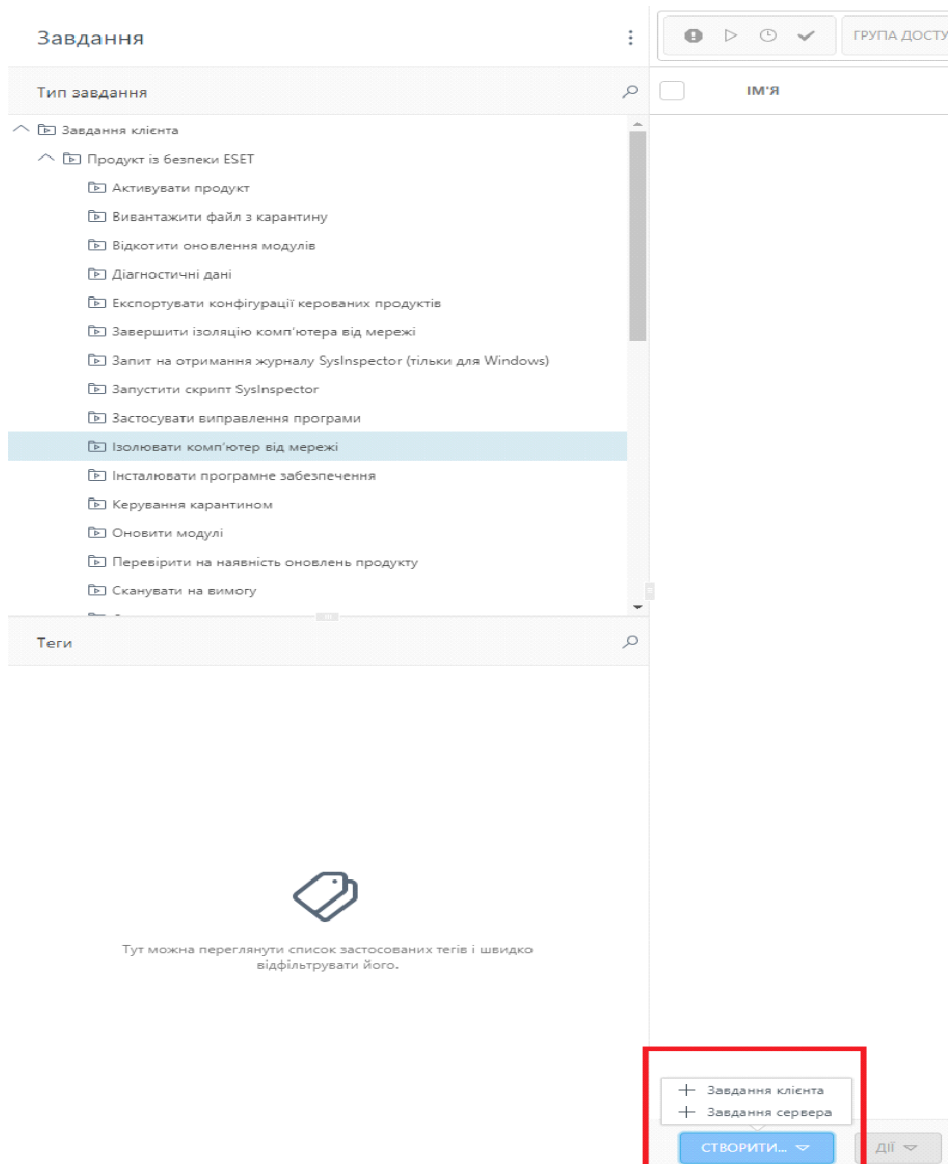 Завдання
ГРУПА ДОСТУ
Тип завдання
ІМ'Я
Завдання клієнта
Продукт із безпеки ESET
Активувати продукт
Вивантажити файл з карантину
Відкотити оновлення модулів
Діагностичні дані
Експортувати конфігурації керованих продуктів
Завершити ізоляцію комп'ютера від мережі
Запит на отримання журналу SysInspector (тільки для Windows)
Запустити скрипт SysInspector
Застосувати виправлення програми
Ізолювати комп'ютер від мережі
Інсталювати програмне забезпечення
Керування карантином
Оновити модулі
Перевірити на наявність оновлень продукту
Сканувати на вимогу
Теги
Тут можна переглянути список застосованих тегів і швидко
відфільтрувати його.
Завдання клієнта
Завдання сервера
СТВОРИТИ...
ДІЇ